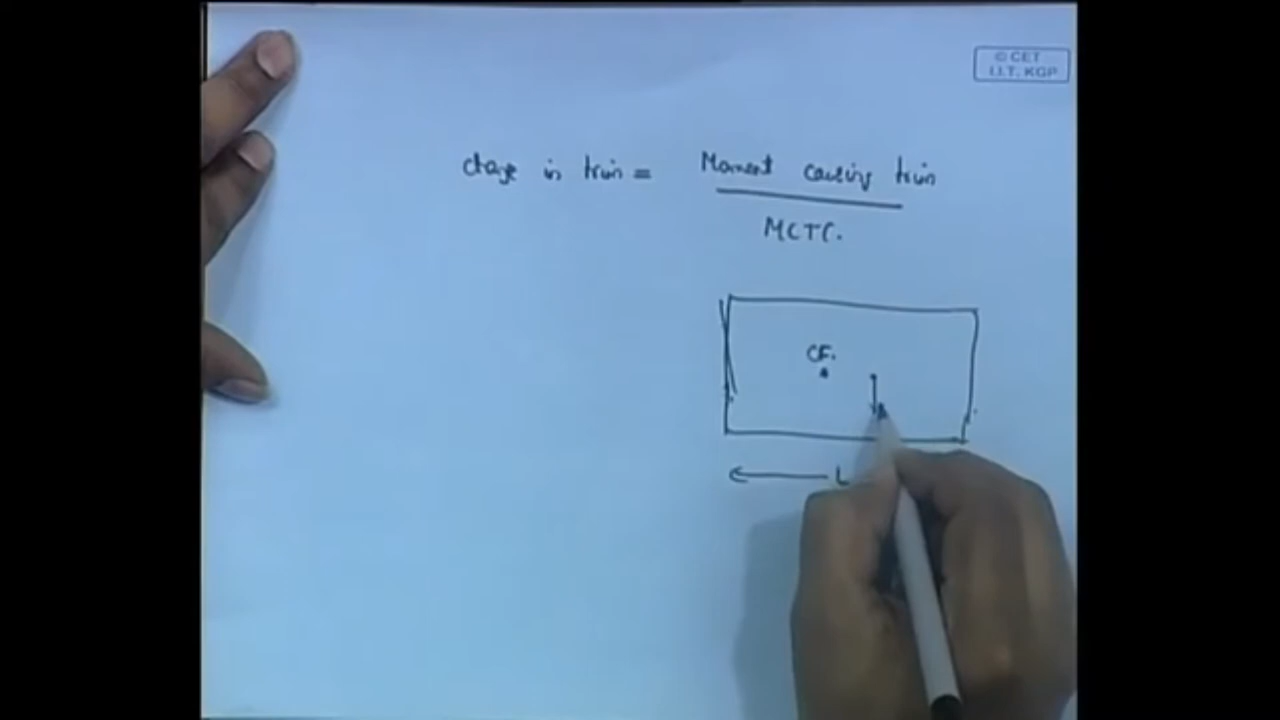 © CET
I.I.T. KGP
change in trim = Moment causing trim
MCTC.
CF.
L